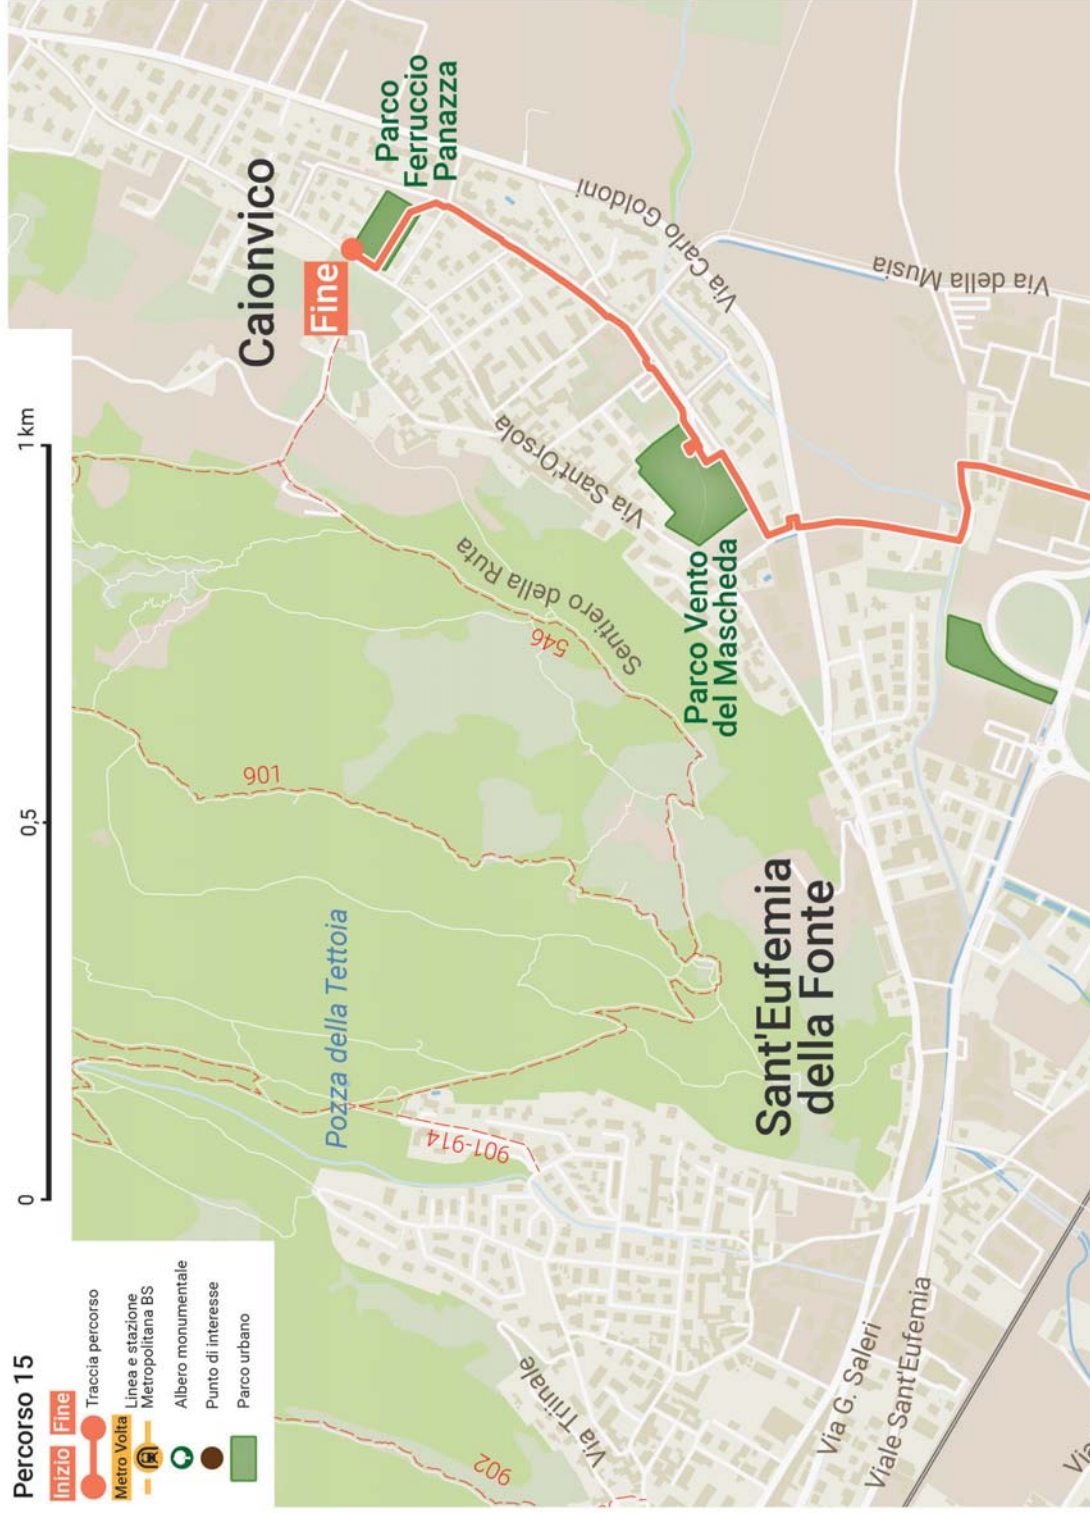 Percorso 15
Inizio
Fine
Traccia percorso
Metro Volta
Linea e stazione
Metropolitana BS
Albero monumentale
Punto di interesse
Parco urbano
0
0,5
1 km
Caionvico
Fine
Parco
Ferruccio
Panazza
Via Carlo Goldoni
Via della Musia
Via Sant'Orsola
Sentiero della Ruta
546
Parco Vento
del Mascheda
106
Pozza della Tettoia
901-914
Sant'Eufemia
della Fonte
Via Triinale
902
Via G. Saleri
Viale Sant'Eufemia